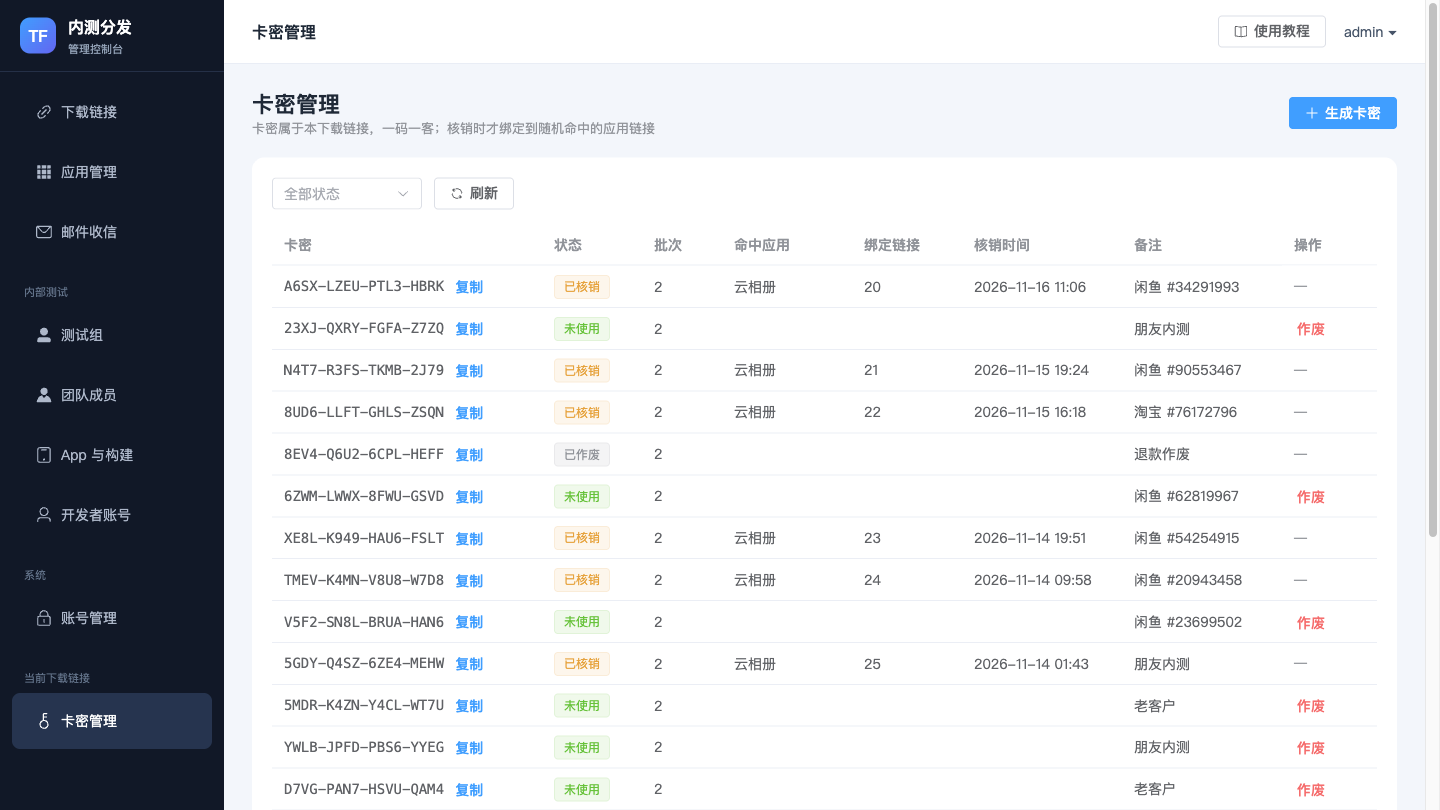 TF
内测分发
管理控制台
下载链接
应用管理
邮件收信
内部测试
测试组
团队成员
App 与构建
开发者账号
系统
账号管理
当前下载链接
卡密管理
卡密管理
使用教程
admin
卡密管理
卡密属于本下载链接，一码一客；核销时才绑定到随机命中的应用链接
生成卡密
全部状态
刷新
卡密 状态 批次 命中应用 绑定链接 核销时间 备注 操作
A6SX-LZEU-PTL3-HBRK 复制 已核销 2 云相册 20 2026-11-16 11:06 闲鱼 #34291993 —
23XJ-QXRY-FGFA-Z7ZQ 复制 未使用 2 朋友内测 作废
N4T7-R3FS-TKMB-2J79 复制 已核销 2 云相册 21 2026-11-15 19:24 闲鱼 #90553467 —
8UD6-LLFT-GHLS-ZSQN 复制 已核销 2 云相册 22 2026-11-15 16:18 淘宝 #76172796 —
8EV4-Q6U2-6CPL-HEFF 复制 已作废 2 退款作废 —
6ZWM-LWWX-8FWU-GSVD 复制 未使用 2 闲鱼 #62819967 作废
XE8L-K949-HAU6-FSLT 复制 已核销 2 云相册 23 2026-11-14 19:51 闲鱼 #54254915 —
TMEV-K4MN-V8U8-W7D8 复制 已核销 2 云相册 24 2026-11-14 09:58 闲鱼 #20943458 —
V5F2-SN8L-BRUA-HAN6 复制 未使用 2 闲鱼 #23699502 作废
5GDY-Q4SZ-6ZE4-MEHW 复制 已核销 2 云相册 25 2026-11-14 01:43 朋友内测 —
5MDR-K4ZN-Y4CL-WT7U 复制 未使用 2 老客户 作废
YWLB-JPFD-PBS6-YYEG 复制 未使用 2 朋友内测 作废
D7VG-PAN7-HSVU-QAM4 复制 未使用 2 老客户 作废